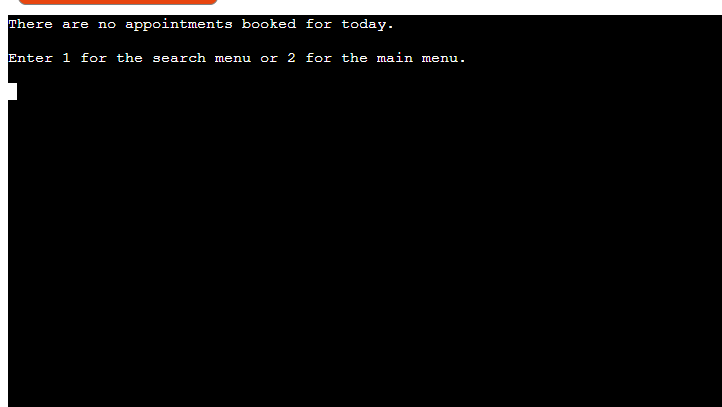 There are no appointments booked for today.
Enter 1 for the search menu or 2 for the main menu.